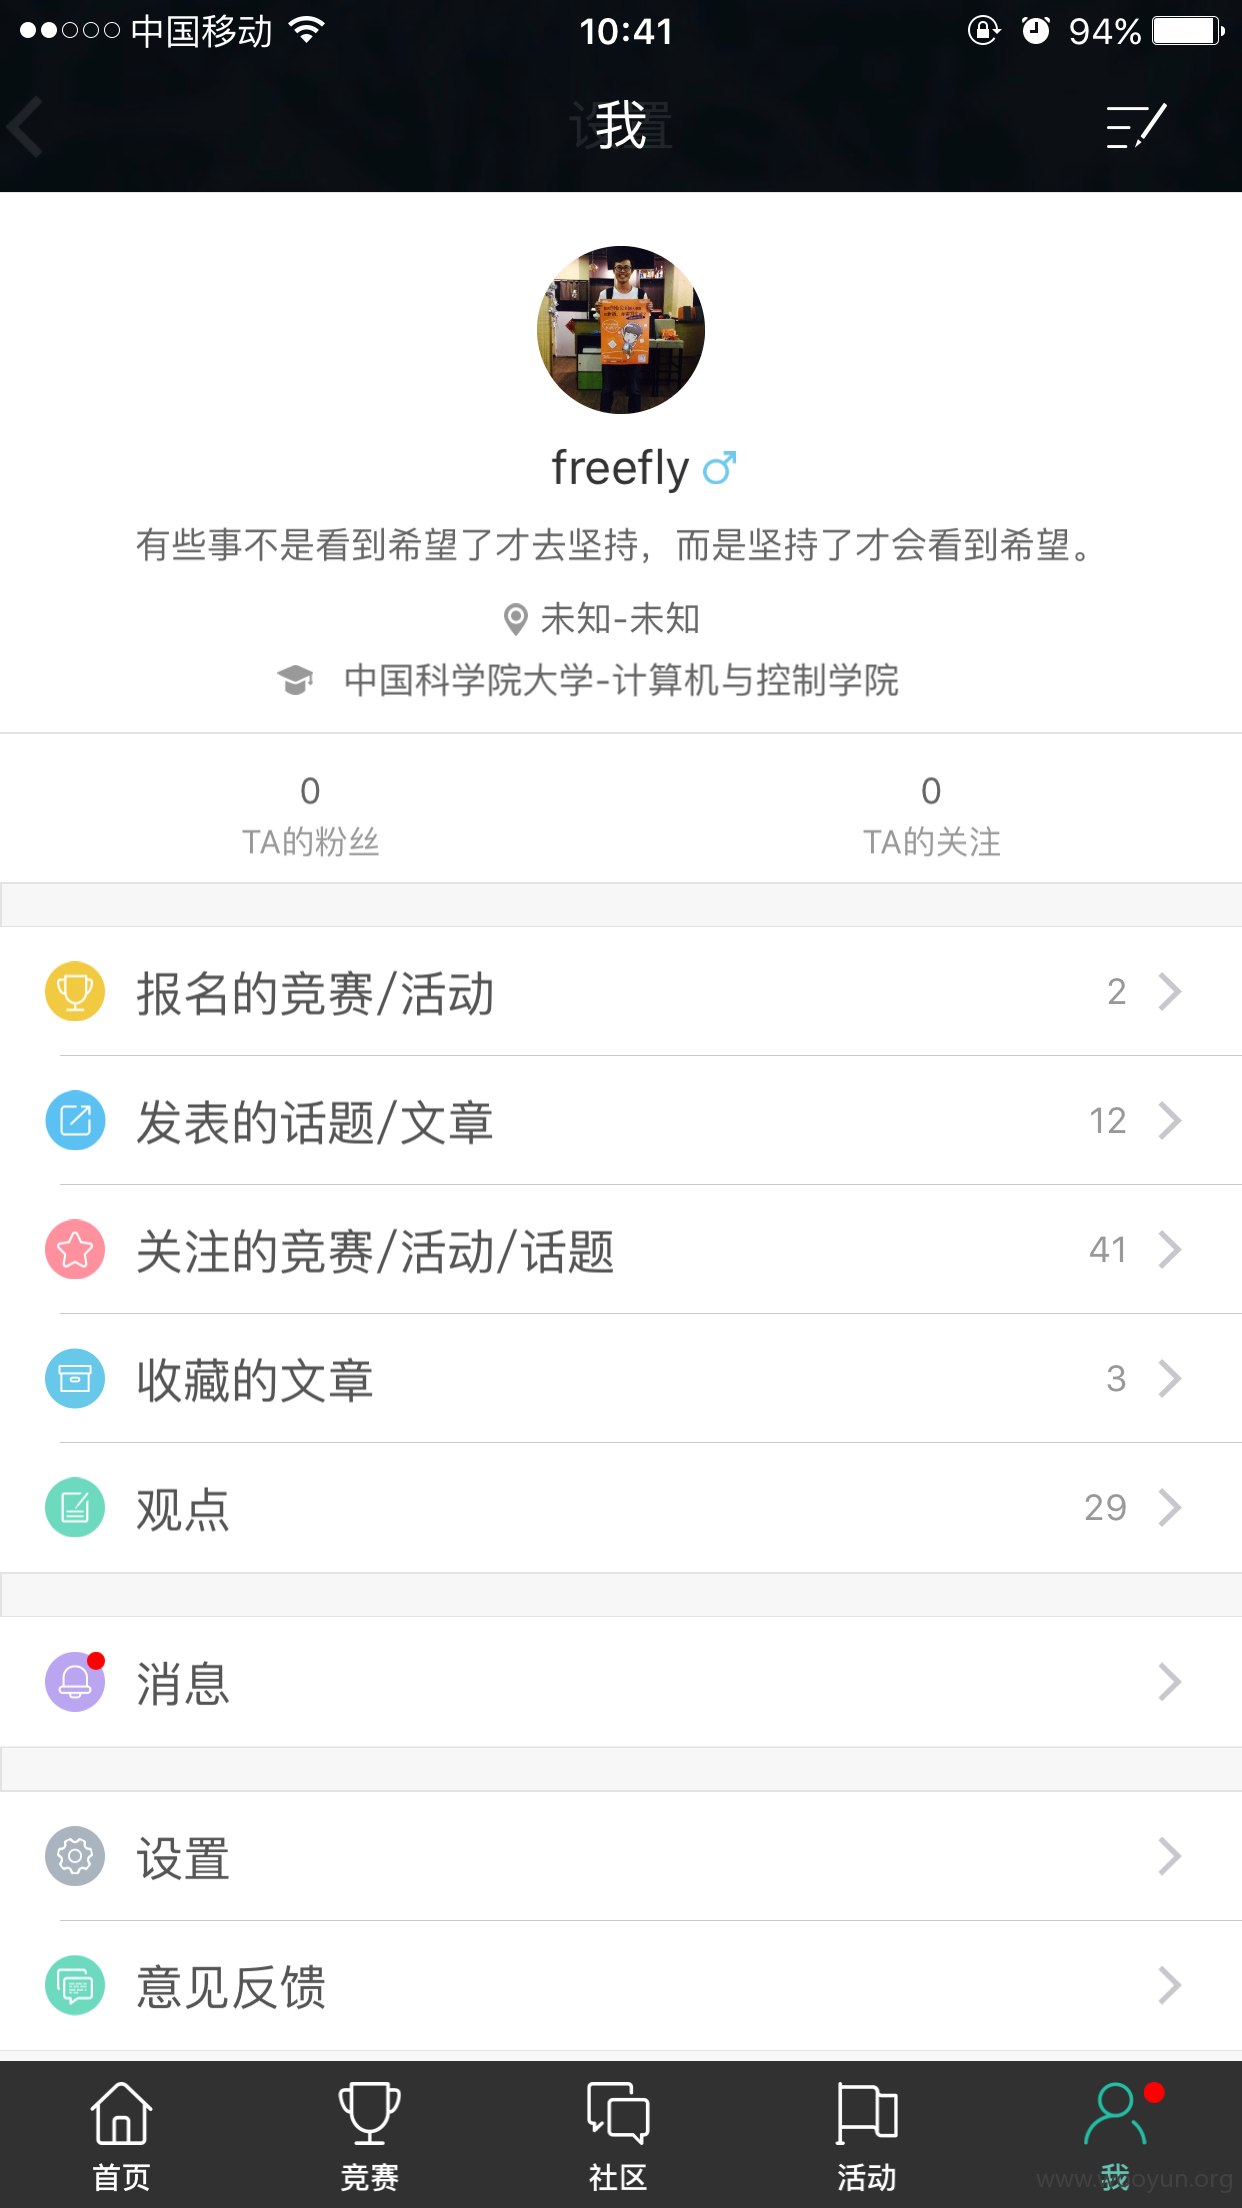 中国移动 10:41 94%
设置
我
freefly
有些事不是看到希望了才去坚持，而是坚持了才会看到希望。
未知-未知
中国科学院大学-计算机与控制学院
0 0
TA的粉丝 TA的关注
报名的竞赛/活动 2
发表的话题/文章 12
关注的竞赛/活动/话题 41
收藏的文章 3
观点 29
消息
设置
意见反馈
首页 竞赛 社区 活动 我
www.wooyun.org